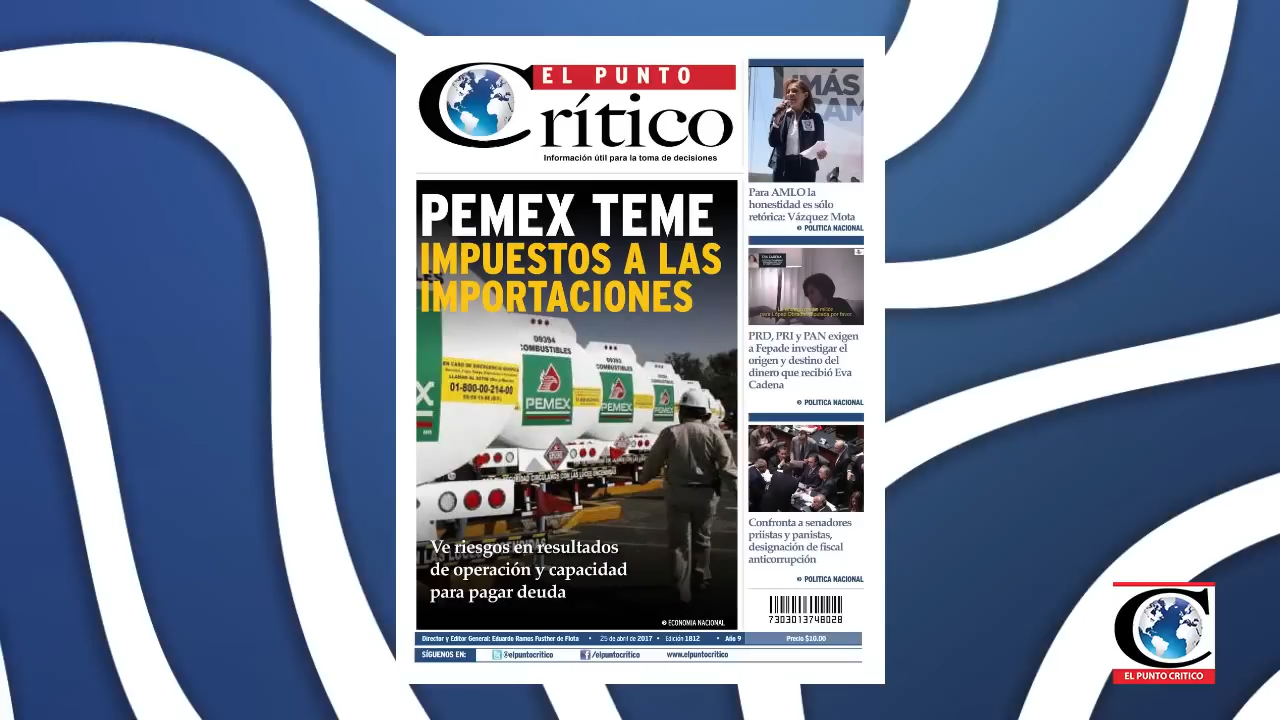 EL PUNTO
Crítico
Información útil para la toma de decisiones
PEMEX TEME
IMPUESTOS A LAS
IMPORTACIONES
00394
COMBUSTIBLES
COMBUSTIBLES
01-800-00-214-00
PEMEX
PEMEX
Ve riesgos en resultados
de operación y capacidad
para pagar deuda
ECONOMIA NACIONAL
MÁS
Para AMLO la
honestidad es sólo
retórica: Vázquez Mota
POLITICA NACIONAL
PRD, PRI y PAN exigen
a Fepade investigar el
origen y destino del
dinero que recibió Eva
Cadena
POLITICA NACIONAL
Confronta a senadores
priistas y panistas,
designación de fiscal
anticorrupción
POLITICA NACIONAL
7303013748028
Director y Editor General: Eduardo Ramos Fusther de Flota • 25 de abril de 2017 • Edición 1812 • Año 9 Precio $10.00
SÍGUENOS EN: @elpuntocritico /elpuntocritico www.elpuntocritico
EL PUNTO CRITICO